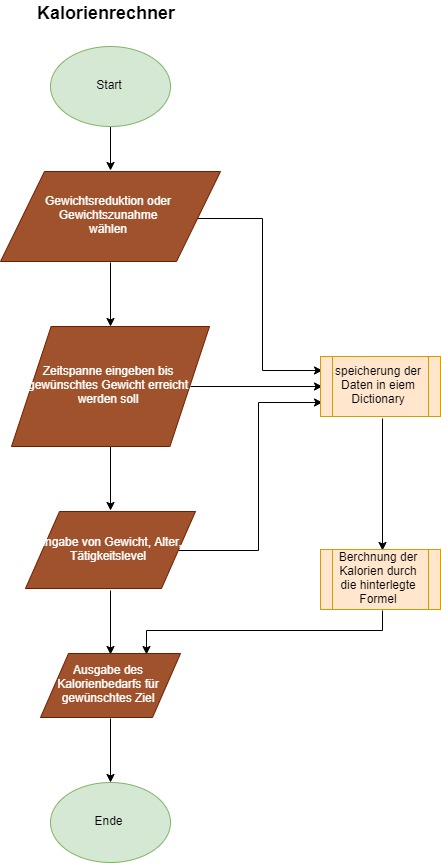 Kalorienrechner
Start
Gewichtsreduktion oder
Gewichtszunahme
wählen
Zeitspanne eingeben bis
gewünschtes Gewicht erreicht
werden soll
speicherung der
Daten in eiem
Dictionary
ngabe von Gewicht, Alter,
Tätigkeitslevel
Berchnung der
Kalorien durch
die hinterlegte
Formel
Ausgabe des
Kalorienbedarfs für
gewünschtes Ziel
Ende